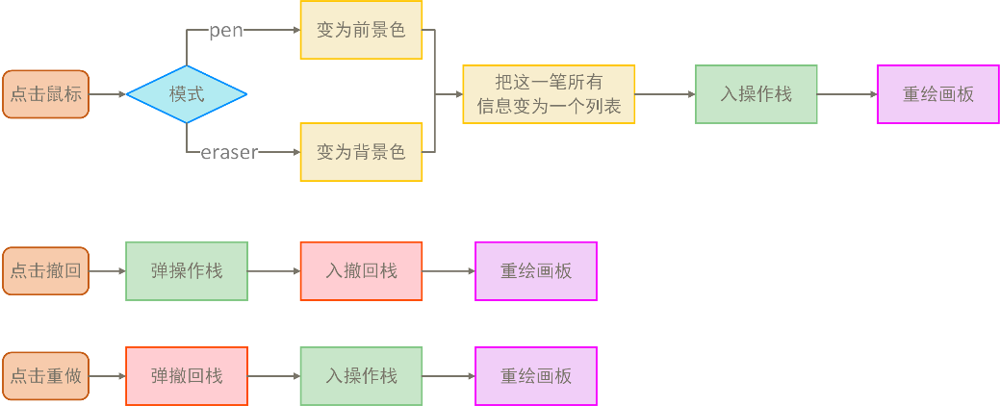 点击鼠标
模式
pen
变为前景色
eraser
变为背景色
把这一笔所有
信息变为一个列表
入操作栈
重绘画板
点击撤回
弹操作栈
入撤回栈
重绘画板
点击重做
弹撤回栈
入操作栈
重绘画板